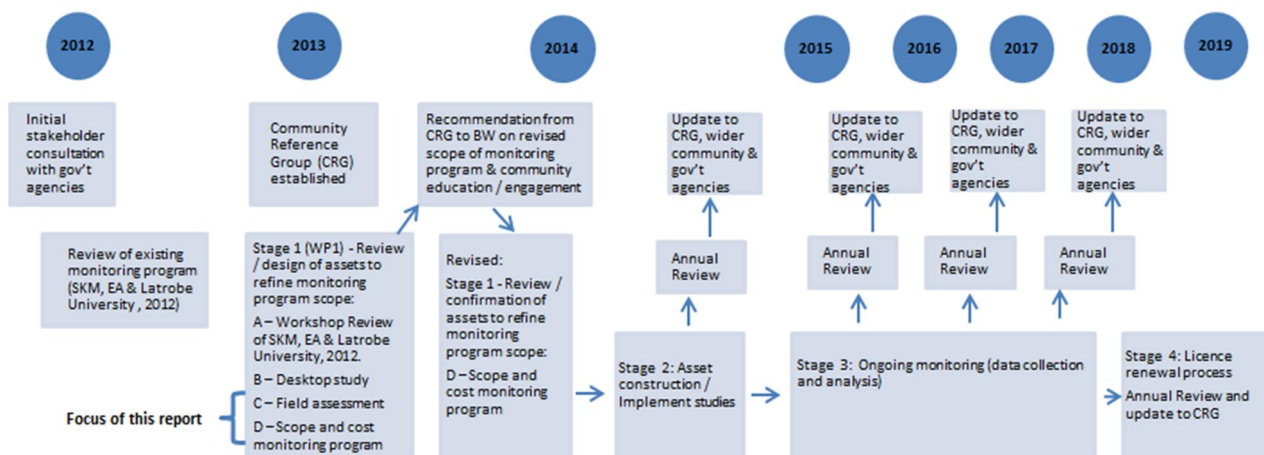 2012
2013
2014
2015
2016
2017
2018
2019
Initial
stakeholder
consultation
with gov't
agencies
Community
Reference
Group (CRG)
established
Recommendation from
CRG to BW on revised
scope of monitoring
program & community
education / engagement
Update to
CRG, wider
community &
gov't
agencies
Update to
CRG, wider
community &
gov't
agencies
Update to
CRG, wider
community &
gov't
agencies
Update to
CRG, wider
community &
gov't
agencies
Review of existing
monitoring program
(SKM, EA & Latrobe
University , 2012)
Stage 1 (WP1) - Review
/ design of assets to
refine monitoring
program scope:
A – Workshop Review
of SKM, EA & Latrobe
University, 2012.
B – Desktop study
C – Field assessment
D – Scope and cost
monitoring program
Focus of this report
Revised:
Stage 1 - Review /
confirmation of
assets to refine
monitoring
program scope:
D – Scope and
cost monitoring
program
Annual
Review
Annual
Review
Annual
Review
Annual
Review
Stage 2: Asset
construction /
Implement studies
Stage 3: Ongoing monitoring (data collection
and analysis)
Stage 4: Licence
renewal process
Annual Review and
update to CRG